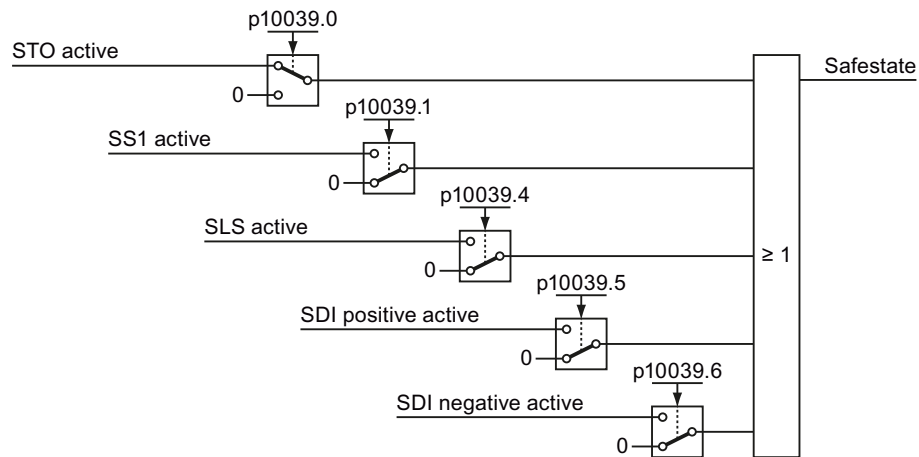 p10039.0
STO active
Safestate
0
p10039.1
SS1 active
0
p10039.4
SLS active
0
≥ 1
p10039.5
SDI positive active
0
p10039.6
SDI negative active
0